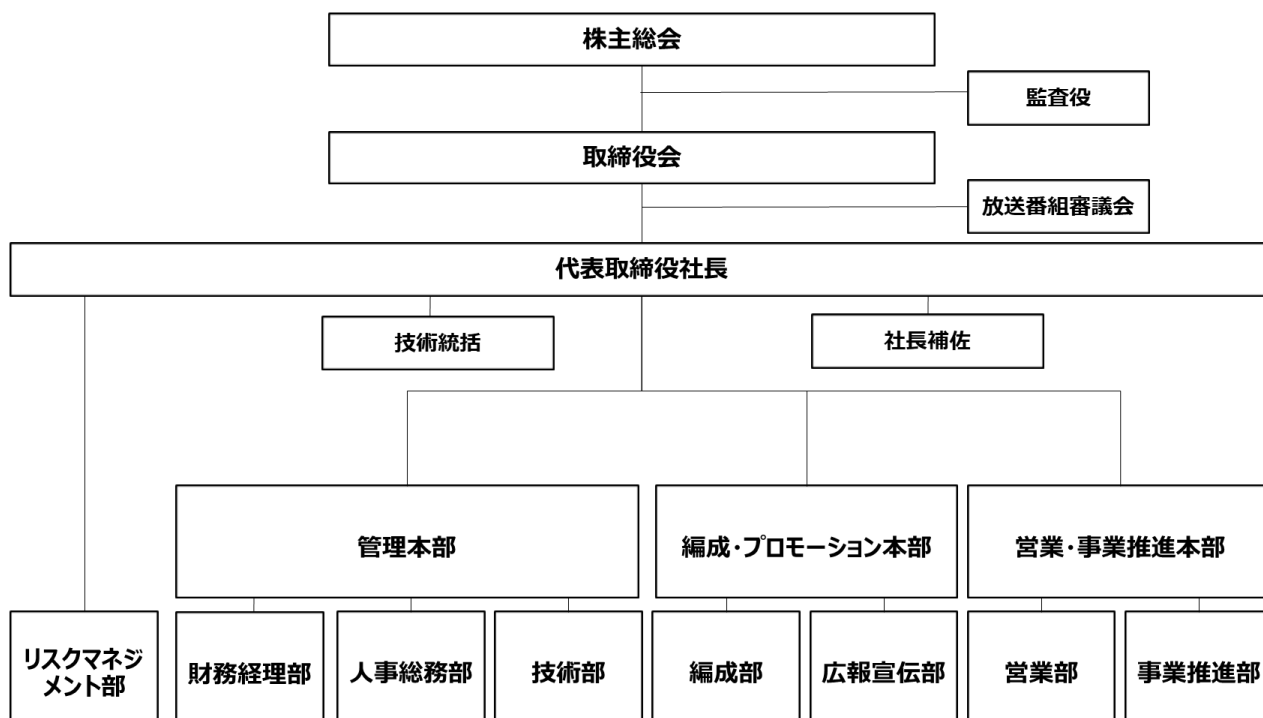 株主総会
監査役
取締役会
放送番組審議会
代表取締役社長
技術統括
社長補佐
管理本部
編成・プロモーション本部
営業・事業推進本部
リスクマネジ
メント部
財務経理部
人事総務部
技術部
編成部
広報宣伝部
営業部
事業推進部